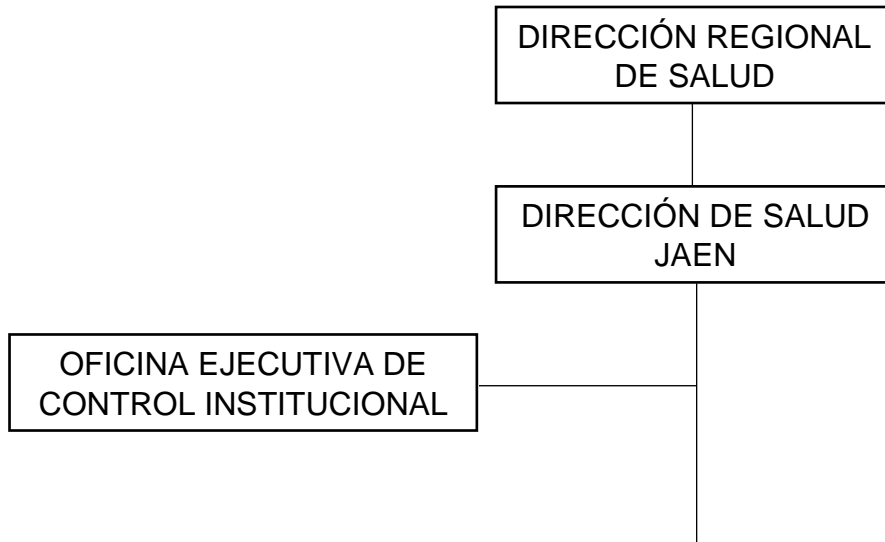 DIRECCIÓN REGIONAL
DE SALUD
DIRECCIÓN DE SALUD
JAEN
OFICINA EJECUTIVA DE
CONTROL INSTITUCIONAL